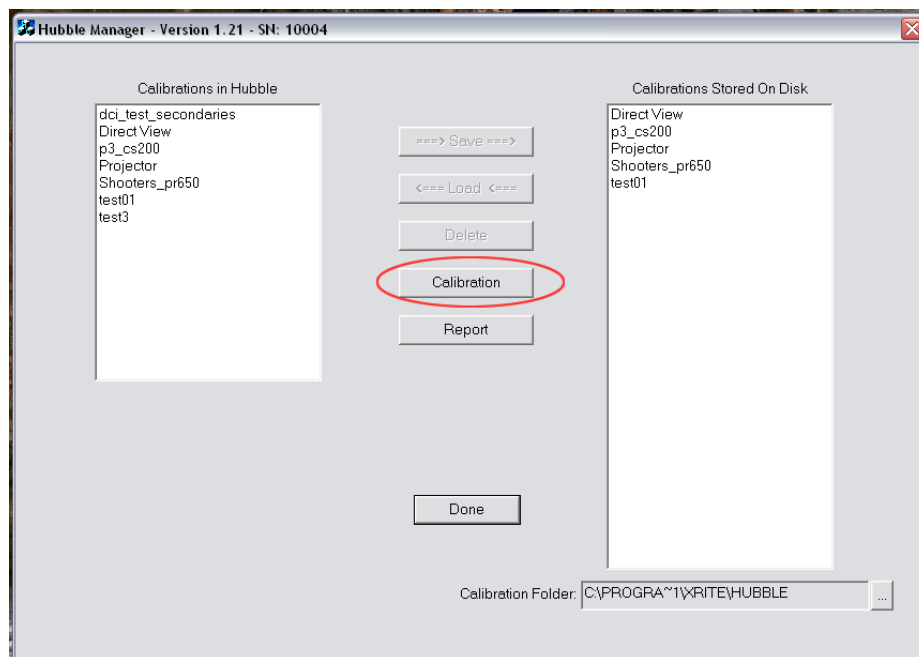 Hubble Manager - Version 1.21 - SN: 10004
Calibrations in Hubble
dci_test_secondaries
Direct View
p3_cs200
Projector
Shooters_pr650
test01
test3
===> Save ===>
<=== Load <===
Delete
Calibration
Report
Done
Calibrations Stored On Disk
Direct View
p3_cs200
Projector
Shooters_pr650
test01
Calibration Folder: C:\PROGRA~1\XRITE\HUBBLE ...